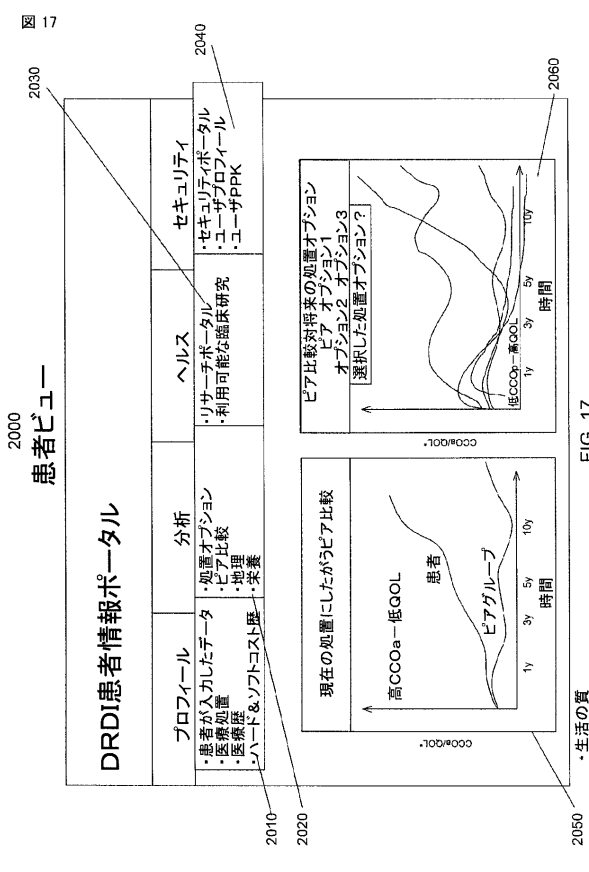 図 17
2000
患者ビュー
2030
2040
DRDI患者情報ポータル
プロフィール
分析
ヘルス
セキュリティ
・患者が入力したデータ
・医療処置
・医療歴
・ハード&ソフトコスト歴
・処置オプション
・ピア比較
・地理
・栄養
・リサーチポータル
・利用可能な臨床研究
・セキュリティポータル
・ユーザプロフィール
・ユーザPPK
2010
2020
現在の処置にしたがうピア比較
高CCOa－低QOL
患者
ピアグループ
CCOa/QOL*
1y
3y
5y
10y
時間
2050
ピア比較対将来の処置オプション
ピア オプション1
オプション2 オプション3
選択した処置オプション?
CCOa/QOL*
低CCOp－高QOL
1y
3y
5y
10y
時間
2060
*生活の質
FIG. 17